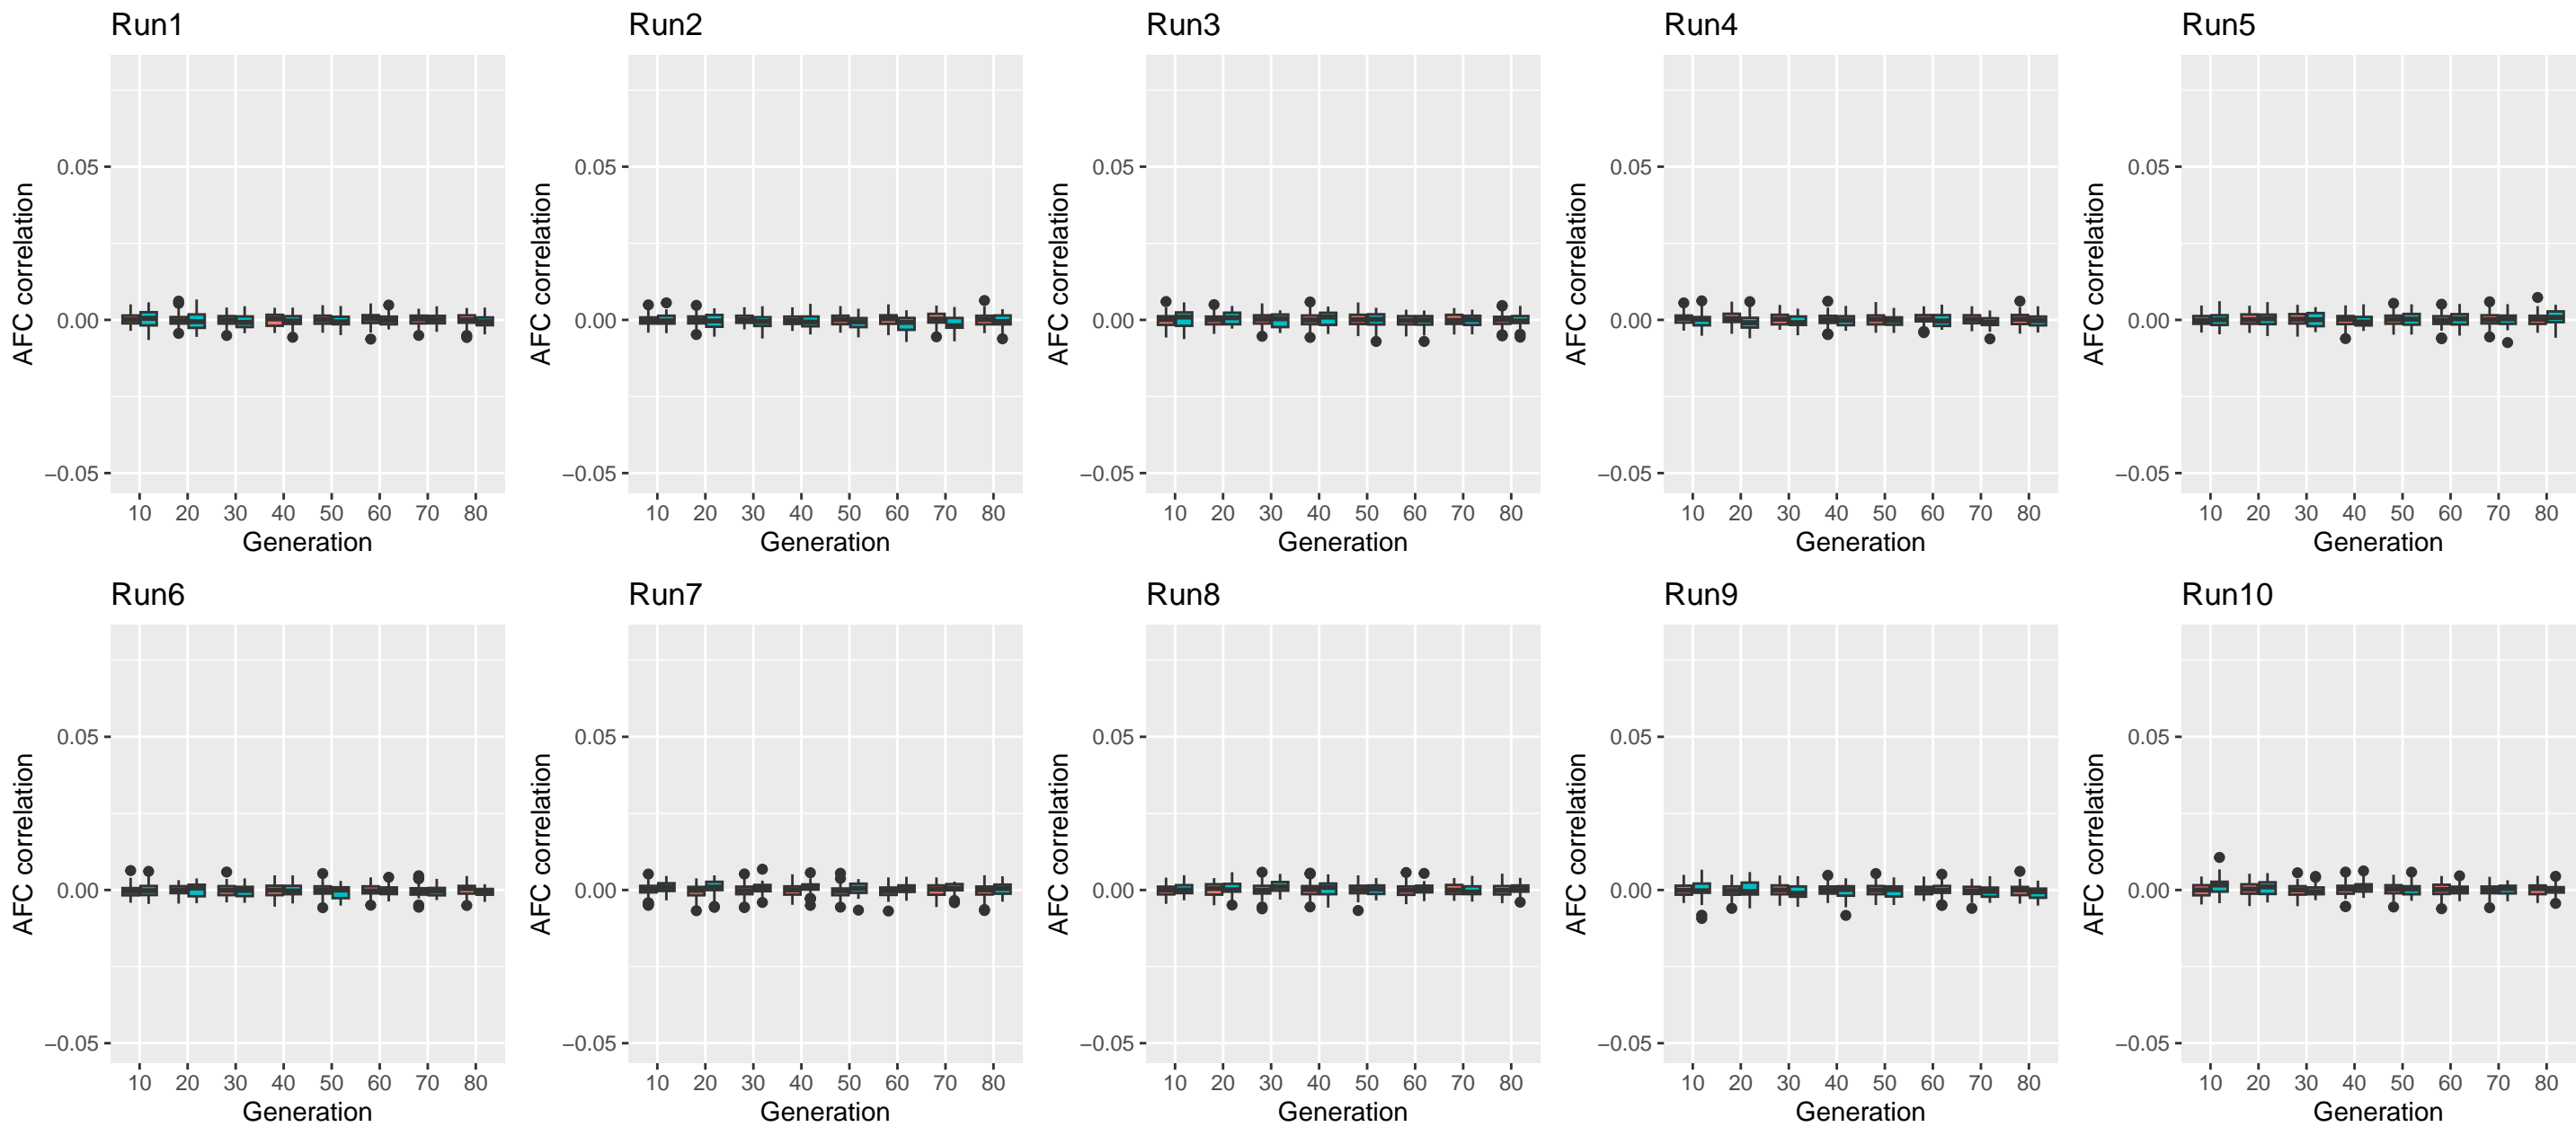 Run1 Run2 Run3 Run4 Run5
0.05 0.05 0.05 0.05 0.05
AFC correlation AFC correlation AFC correlation AFC correlation AFC correlation
0.00 0.00 0.00 0.00 0.00
−0.05 −0.05 −0.05 −0.05 −0.05
10 20 30 40 50 60 70 80 10 20 30 40 50 60 70 80 10 20 30 40 50 60 70 80 10 20 30 40 50 60 70 80 10 20 30 40 50 60 70 80
Generation Generation Generation Generation Generation
Run6 Run7 Run8 Run9 Run10
0.05 0.05 0.05 0.05 0.05
AFC correlation AFC correlation AFC correlation AFC correlation AFC correlation
0.00 0.00 0.00 0.00 0.00
−0.05 −0.05 −0.05 −0.05 −0.05
10 20 30 40 50 60 70 80 10 20 30 40 50 60 70 80 10 20 30 40 50 60 70 80 10 20 30 40 50 60 70 80 10 20 30 40 50 60 70 80
Generation Generation Generation Generation Generation